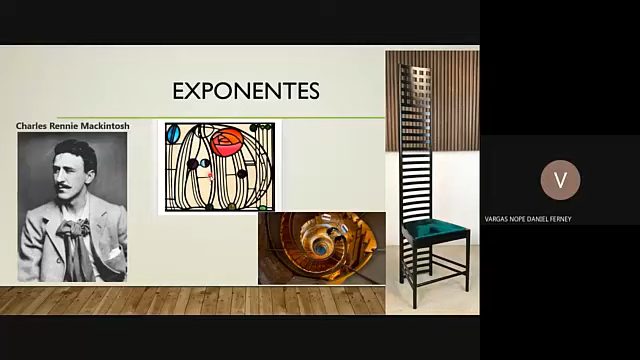 EXPONENTES
Charles Rennie Mackintosh
V
VARGAS NOPE DANIEL FERNEY